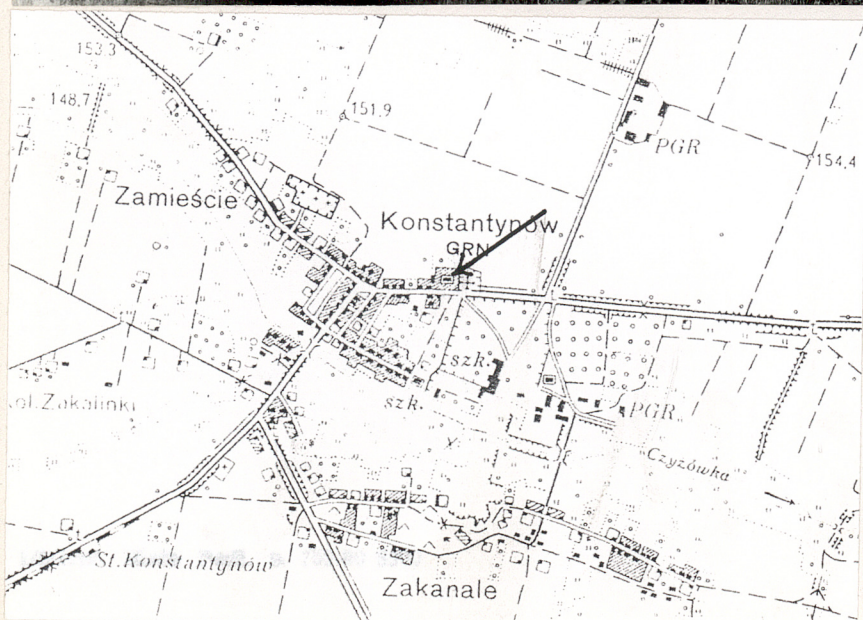 153,3
148,7
151,9
PGR
154,4
Zamieście
Konstantynów
GRN
szk.
szk.
ol. Zakalinki
PGR
Czyżówka
St.Konstantynów
Zakanale